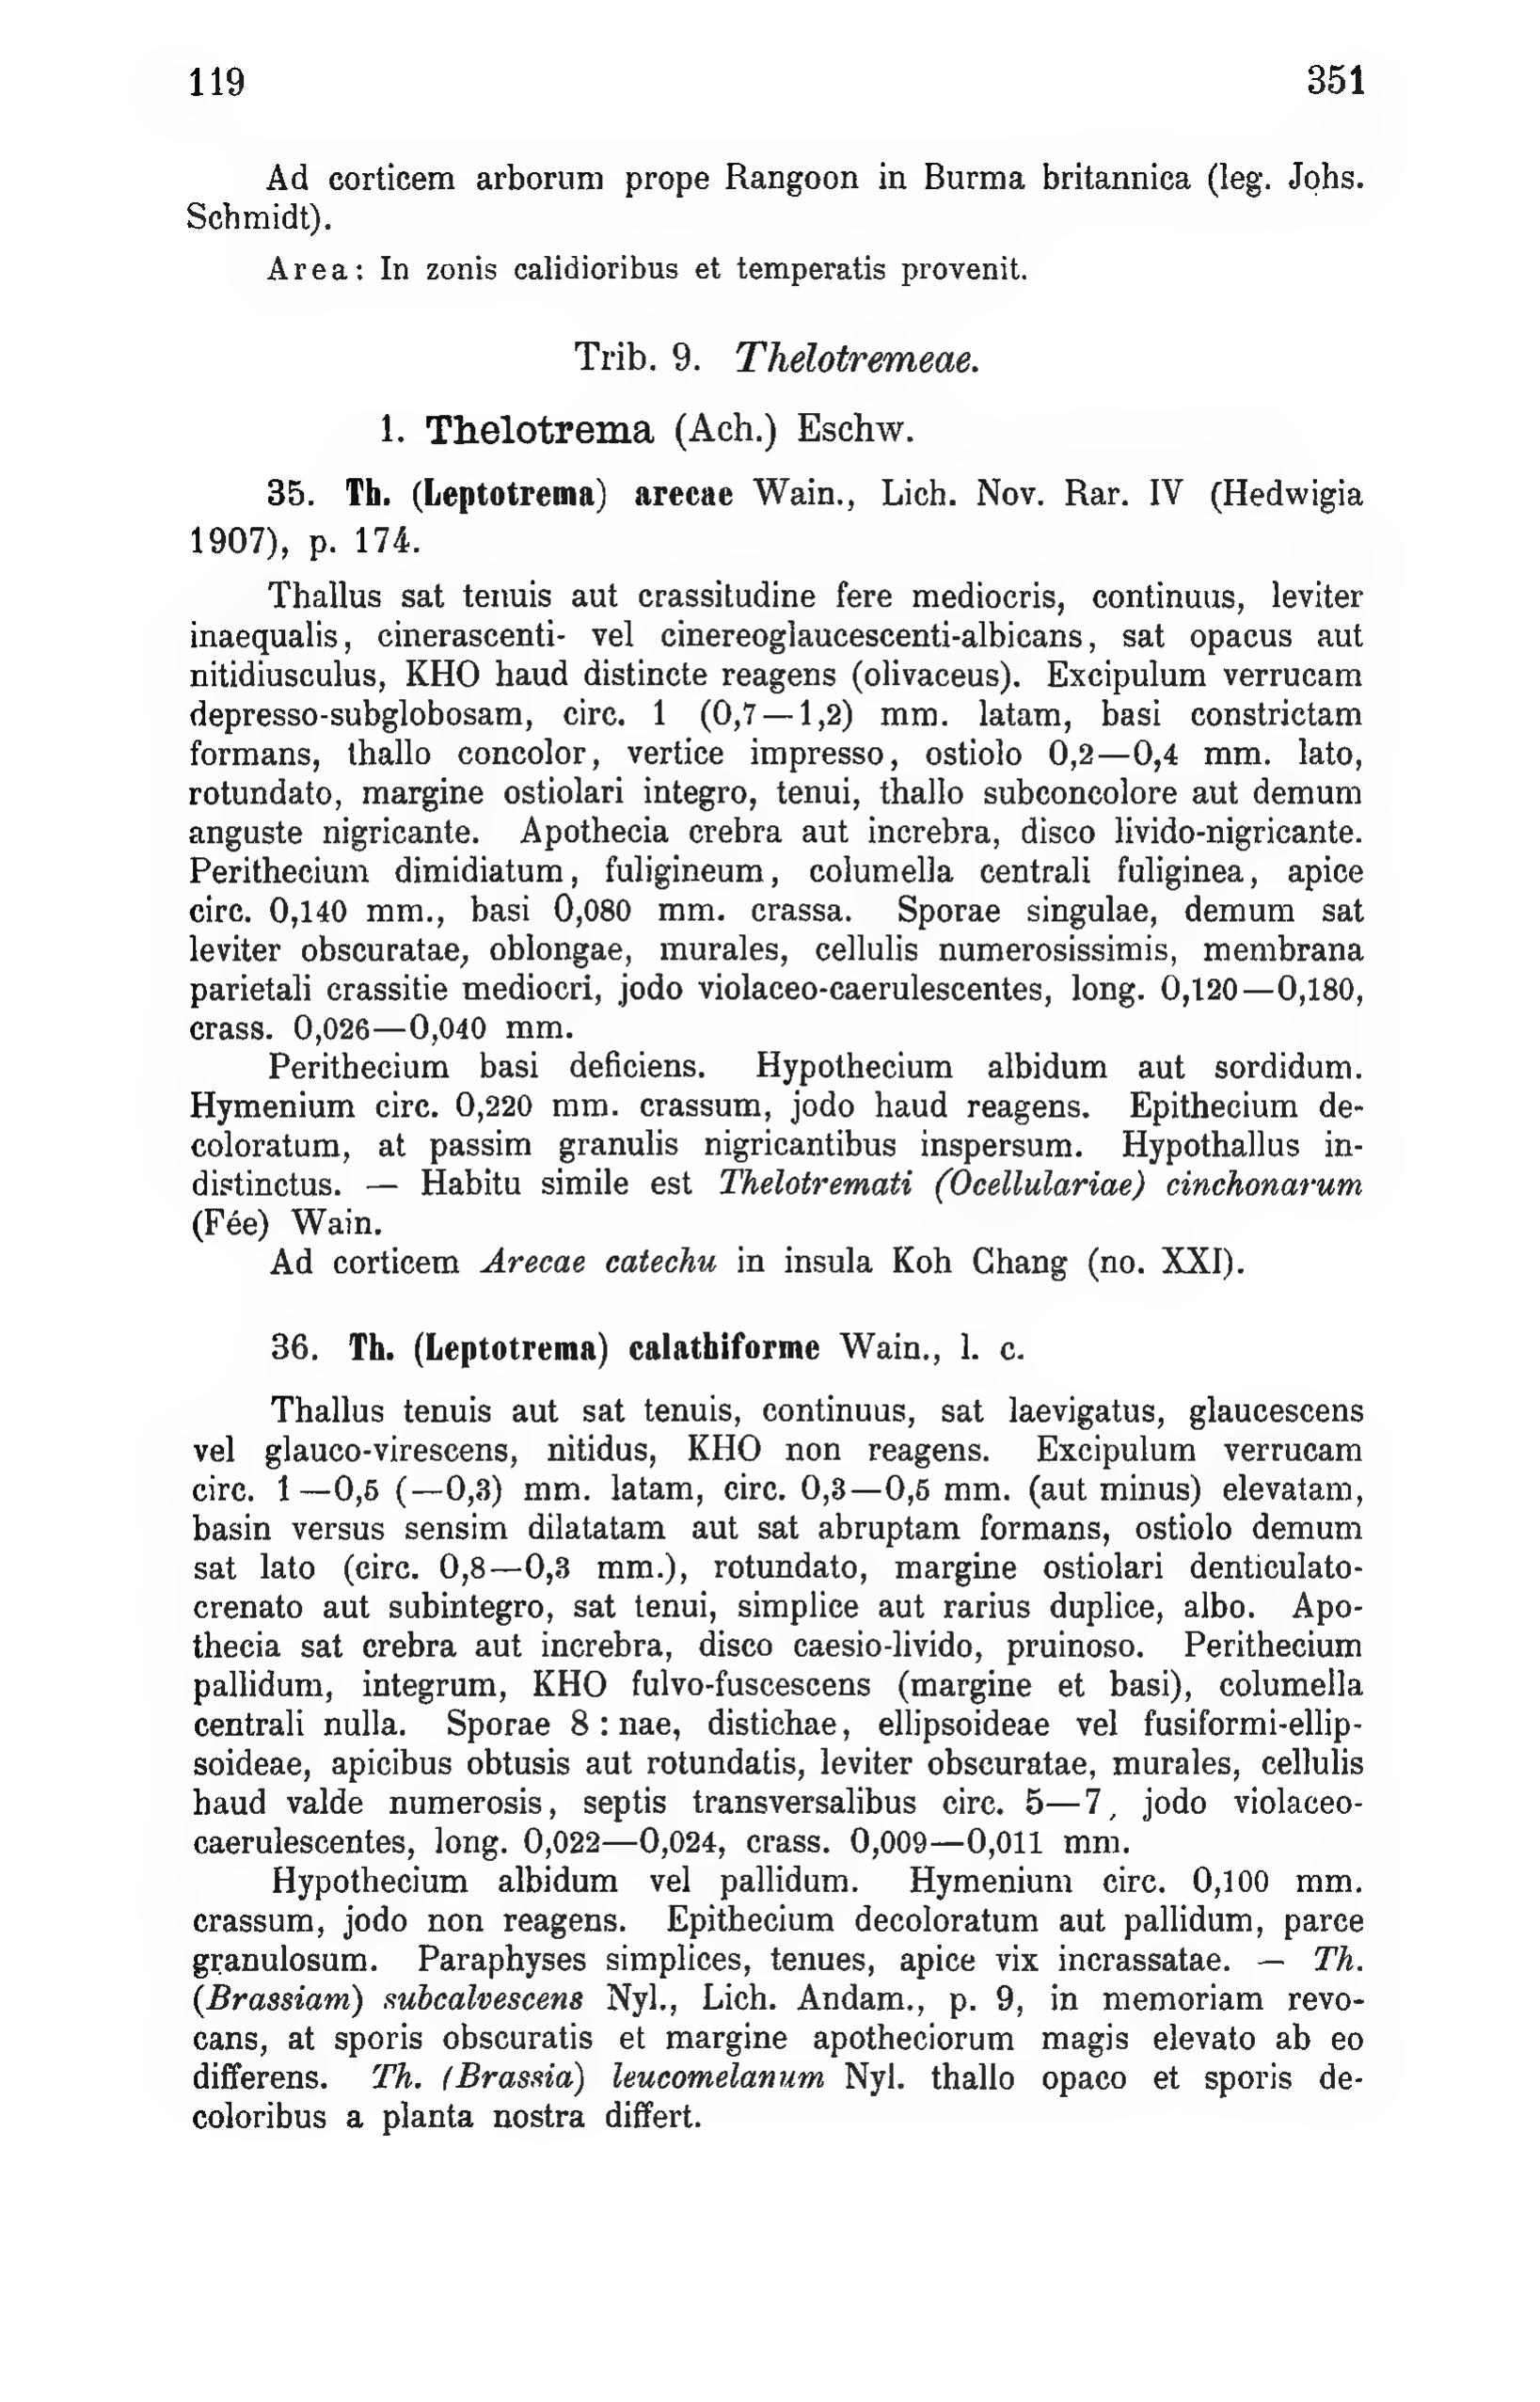 119 351
Ad corticem arborum prope Rangoon in Burma britannica (leg. Johs.
Schmidt).
Area: In zonis calidioribus et temperatis provenit.
Trib. 9. Thelotremeae.
1. Thelotrema (Ach.) Eschw.
35. Th. (Leptotrema) arecae Wain., Lich. Nov. Rar. IV (Hedwigia
1907), p. 174.
Thallus sat tenuis aut crassitudine fere mediocris, continuus, leviter
inaequalis, cinerascenti- vel cinereoglaucescenti-albicans, sat opacus aut
nitidiusculus, KHO haud distincte reagens (olivaceus). Excipulum verrucam
depresso-subglobosam, circ. 1 (0,7—1,2) mm. latam, basi constrictam
formans, thallo concolor, vertice impresso, ostiolo 0,2—0,4 mm. lato,
rotundato, margine ostiolari integro, tenui, thallo subconcolore aut demum
anguste nigricante. Apothecia crebra aut increbra, disco livido-nigricante.
Perithecium dimidiatum, fuligineum, columella centrali fuliginea, apice
circ. 0,140 mm., basi 0,080 mm. crassa. Sporae singulae, demum sat
leviter obscuratae, oblongae, murales, cellulis numerosissimis, membrana
parietali crassitie mediocri, jodo violaceo-caerulescentes, long. 0,120—0,180,
crass. 0,026—0,040 mm.
Perithecium basi deficiens. Hypothecium albidum aut sordidum.
Hymenium circ. 0,220 mm. crassum, jodo haud reagens. Epithecium de-
coloratum, at passim granulis nigricantibus inspersum. Hypothallus in-
distinctus. — Habitu simile est Thelotremati (Ocellulariae) cinchonarum
(Fée) Wain.
Ad corticem Arecae catechu in insula Koh Chang (no. XXI).
36. Th. (Leptotrema) calathiforme Wain., l. c.
Thallus tenuis aut sat tenuis, continuus, sat laevigatus, glaucescens
vel glauco-virescens, nitidus, KHO non reagens. Excipulum verrucam
circ. 1—0,5 (—0,3) mm. latam, circ. 0,3—0,5 mm. (aut minus) elevatam,
basin versus sensim dilatatam aut sat abruptam formans, ostiolo demum
sat lato (circ. 0,8—0,3 mm.), rotundato, margine ostiolari denticulato-
crenato aut subintegro, sat tenui, simplice aut rarius duplice, albo. Apo-
thecia sat crebra aut increbra, disco caesio-livido, pruinoso. Perithecium
pallidum, integrum, KHO fulvo-fuscescens (margine et basi), columella
centrali nulla. Sporae 8 : nae, distichae, ellipsoideae vel fusiformi-ellip-
soideae, apicibus obtusis aut rotundatis, leviter obscuratae, murales, cellulis
haud valde numerosis, septis transversalibus circ. 5—7, jodo violaceo-
caerulescentes, long. 0,022—0,024, crass. 0,009—0,011 mm.
Hypothecium albidum vel pallidum. Hymenium circ. 0,100 mm.
crassum, jodo non reagens. Epithecium decoloratum aut pallidum, parce
granulosum. Paraphyses simplices, tenues, apice vix incrassatae. — Th.
(Brassiam) subcalvescens Nyl., Lich. Andam., p. 9, in memoriam revo-
cans, at sporis obscuratis et margine apotheciorum magis elevato ab eo
differens. Th. (Brassia) leucomelanum Nyl. thallo opaco et sporis de-
coloribus a planta nostra differt.